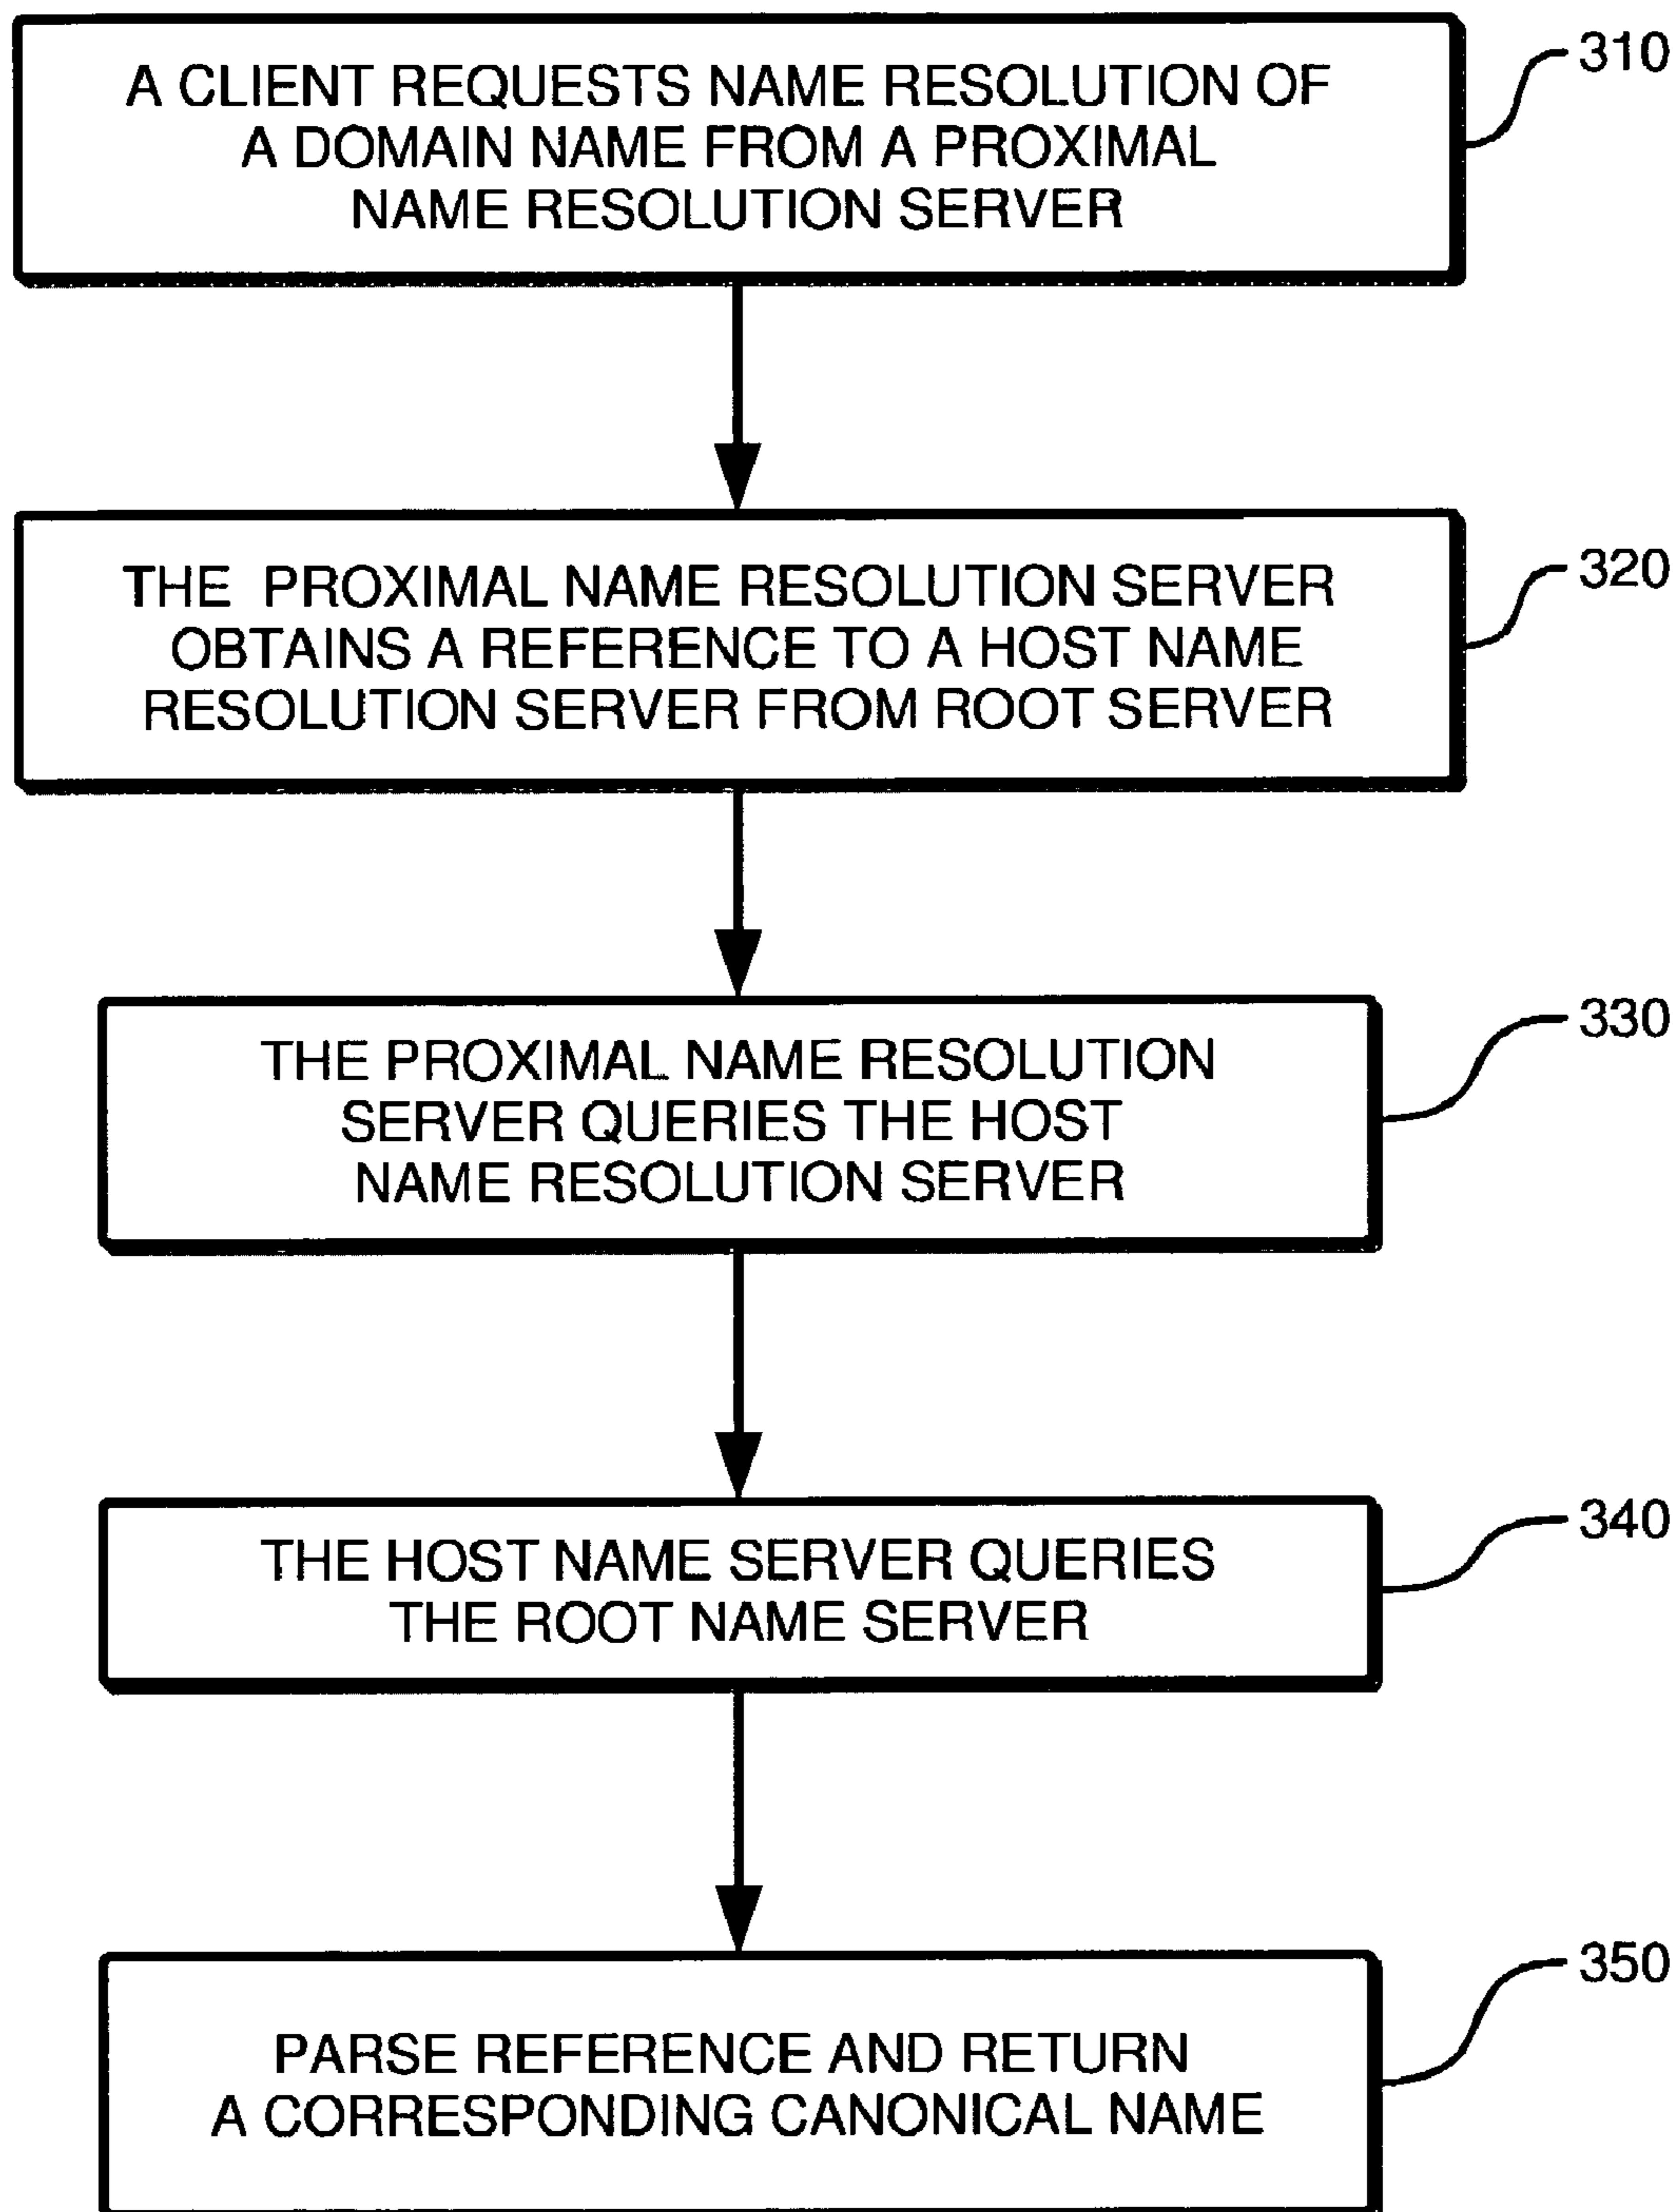 A CLIENT REQUESTS NAME RESOLUTION OF
A DOMAIN NAME FROM A PROXIMAL
NAME RESOLUTION SERVER
310
THE PROXIMAL NAME RESOLUTION SERVER
OBTAINS A REFERENCE TO A HOST NAME
RESOLUTION SERVER FROM ROOT SERVER
320
THE PROXIMAL NAME RESOLUTION
SERVER QUERIES THE HOST
NAME RESOLUTION SERVER
330
THE HOST NAME SERVER QUERIES
THE ROOT NAME SERVER
340
PARSE REFERENCE AND RETURN
A CORRESPONDING CANONICAL NAME
350